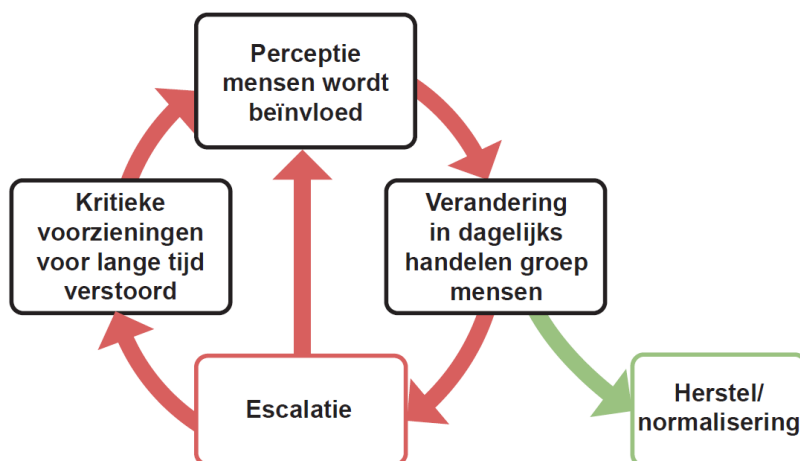 Perceptie
mensen wordt
beïnvloed
Kritieke
voorzieningen
voor lange tijd
verstoord
Verandering
in dagelijks
handelen groep
mensen
Escalatie
Herstel/
normalisering